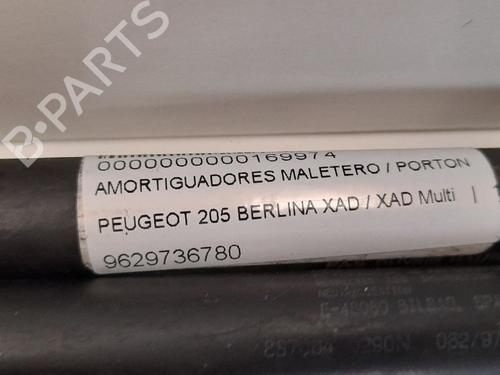 B-PARTS
0000000000169974
AMORTIGUADORES MALETERO / PORTON
PEUGEOT 205 BERLINA XAD / XAD Multi |
9629736780